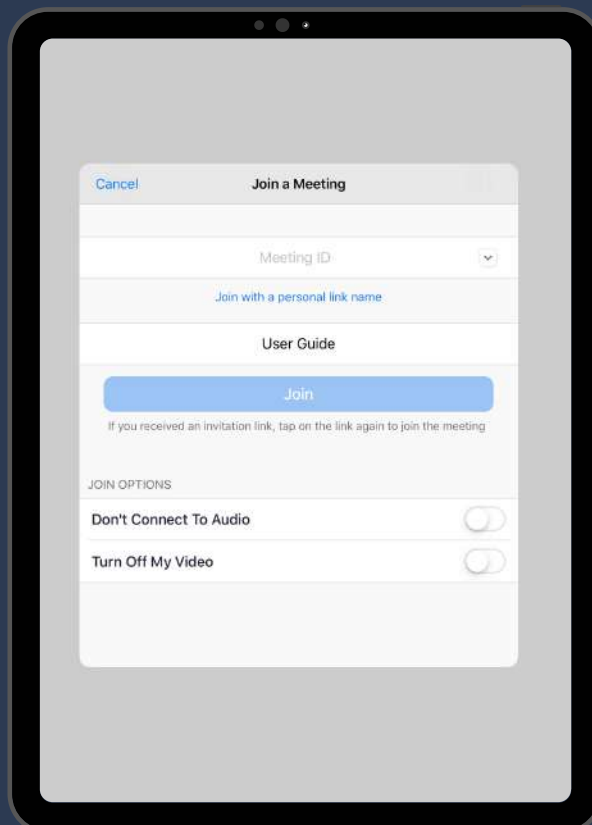 Cancel
Join a Meeting
Meeting ID
Join with a personal link name
User Guide
Join
If you received an invitation link, tap on the link again to join the meeting
JOIN OPTIONS
Don't Connect To Audio
Turn Off My Video